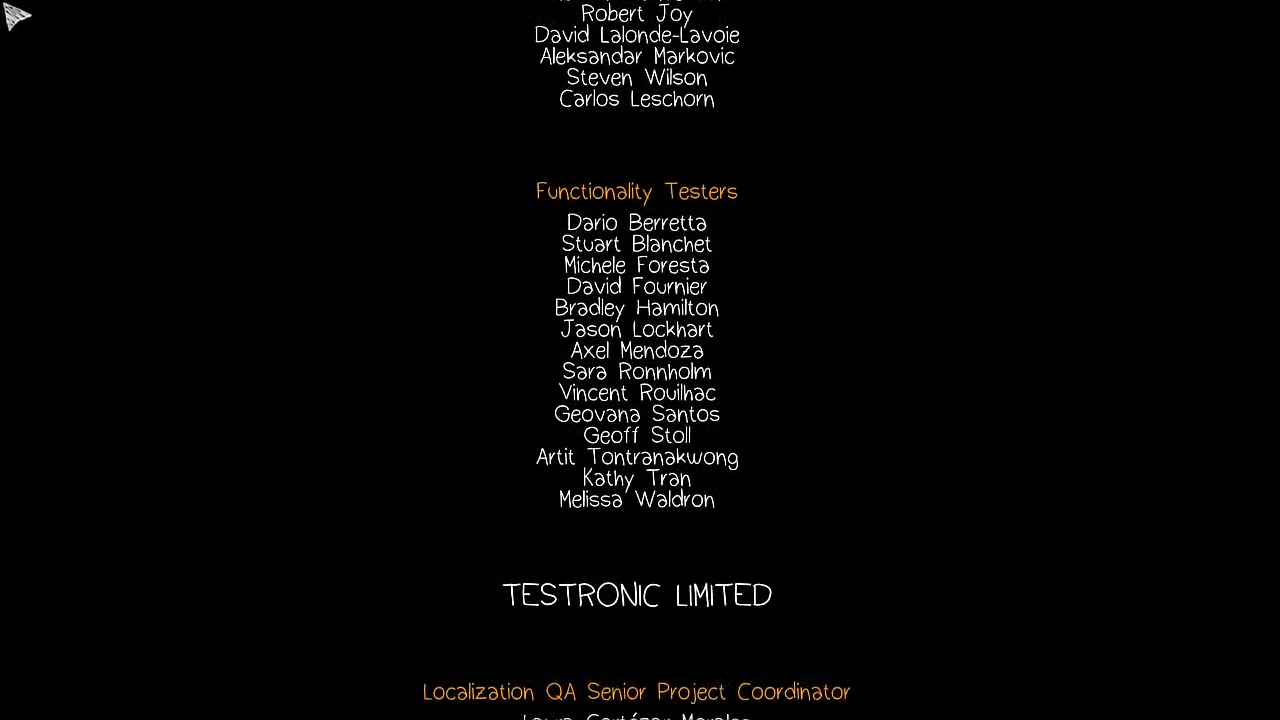 Robert Joy
David Lalonde-Lavoie
Aleksandar Markovic
Steven Wilson
Carlos Leschorn
Functionality Testers
Dario Berretta
Stuart Blanchet
Michele Foresta
David Fournier
Bradley Hamilton
Jason Lockhart
Axel Mendoza
Sara Ronnholm
Vincent Rouilhac
Geovana Santos
Geoff Stoll
Artit Tontranakwong
Kathy Tran
Melissa Waldron
TESTRONIC LIMITED
Localization QA Senior Project Coordinator